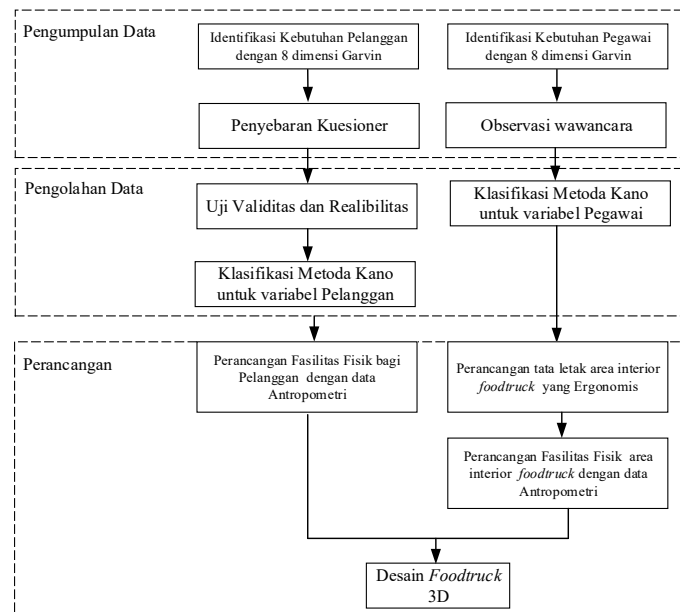 Pengumpulan Data
Identifikasi Kebutuhan Pelanggan
dengan 8 dimensi Garvin
Identifikasi Kebutuhan Pegawai
dengan 8 dimensi Garvin
Penyebaran Kuesioner
Observasi wawancara
Pengolahan Data
Uji Validitas dan Realibilitas
Klasifikasi Metoda Kano
untuk variabel Pegawai
Klasifikasi Metoda Kano
untuk variabel Pelanggan
Perancangan
Perancangan Fasilitas Fisik bagi
Pelanggan dengan data
Antropometri
Perancangan tata letak area interior
foodtruck yang Ergonomis
Perancangan Fasilitas Fisik area
interior foodtruck dengan data
Antropometri
Desain Foodtruck
3D